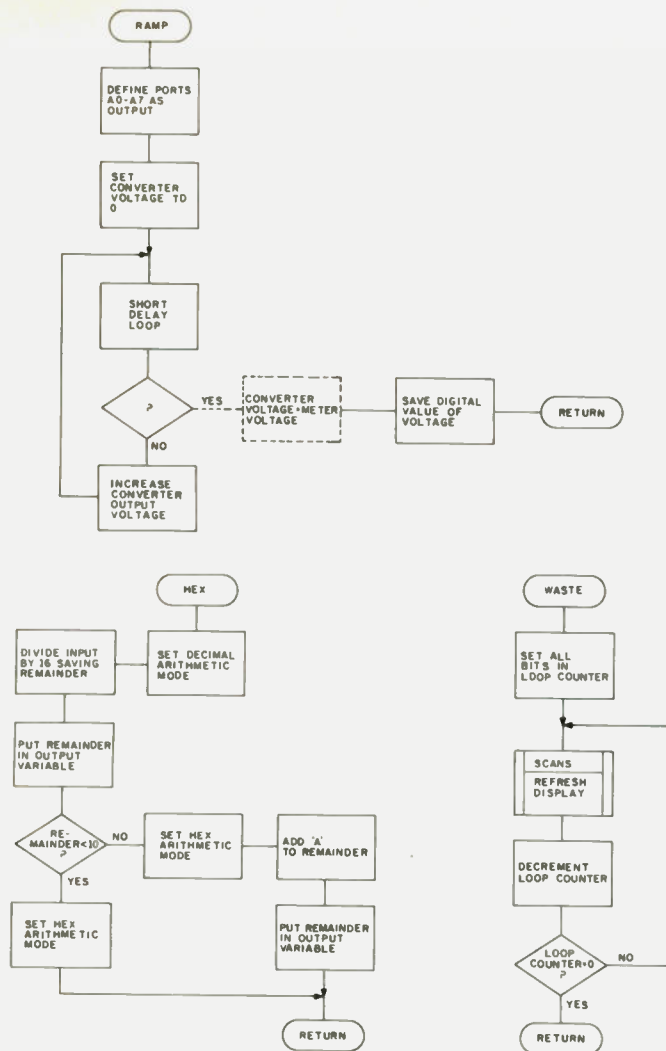 RAMP
DEFINE PORTS
A0-A7 AS
OUTPUT
SET
CONVERTER
VOLTAGE TO
0
SHORT
DELAY
LOOP
?
YES
NO
CONVERTER
VOLTAGE=METER
VOLTAGE
SAVE DIGITAL
VALUE OF
VOLTAGE
RETURN
INCREASE
CONVERTER
OUTPUT
VOLTAGE
HEX
SET DECIMAL
ARITHMETIC
MODE
DIVIDE INPUT
BY 16 SAVING
REMAINDER
PUT REMAINDER
IN OUTPUT
VARIABLE
RE-
MAINDER<10
?
NO
YES
SET HEX
ARITHMETIC
MODE
ADD 'A'
TO REMAINDER
SET HEX
ARITHMETIC
MODE
PUT REMAINDER
IN OUTPUT
VARIABLE
RETURN
WASTE
SET ALL
BITS IN
LOOP COUNTER
SCANS
REFRESH
DISPLAY
DECREMENT
LOOP COUNTER
LOOP
COUNTER=0
?
NO
YES
RETURN